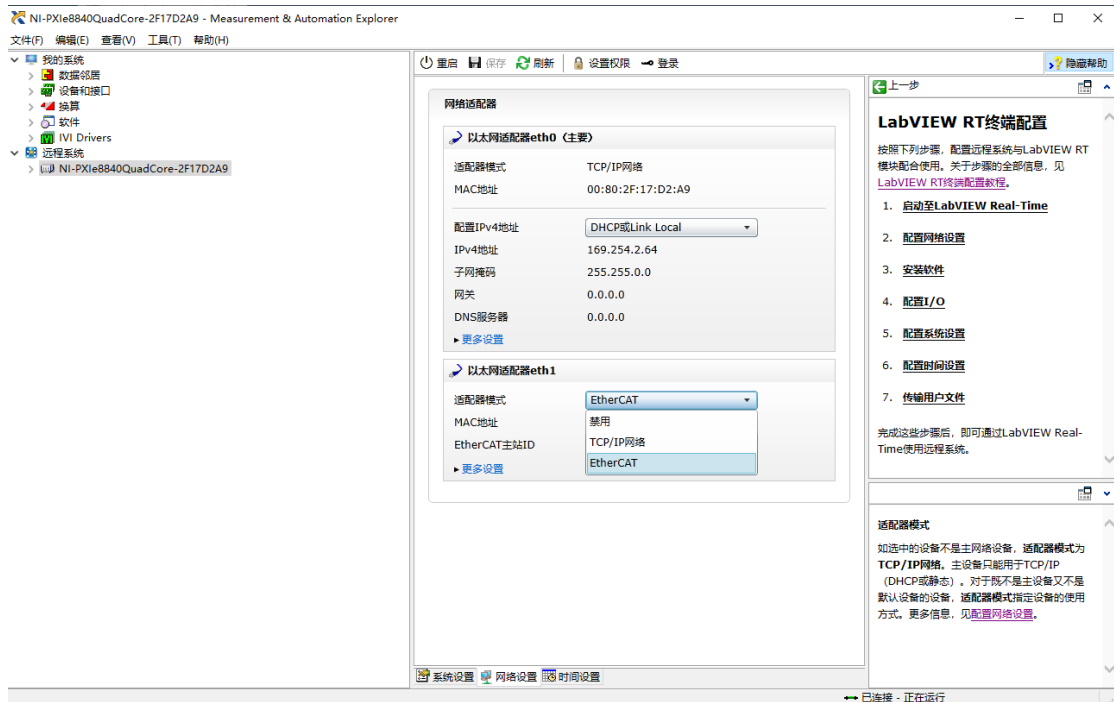 NI-PXIe8840QuadCore-2F17D2A9 - Measurement & Automation Explorer
文件(F) 编辑(E) 查看(V) 工具(T) 帮助(H)
我的系统
数据邻居
设备和接口
换算
软件
IVI Drivers
远程系统
NI-PXIe8840QuadCore-2F17D2A9
重启 保存 刷新 设置权限 登录 隐藏帮助
网络适配器
以太网适配器eth0（主要）
适配器模式 TCP/IP网络
MAC地址 00:80:2F:17:D2:A9
配置IPv4地址 DHCP或Link Local
IPv4地址 169.254.2.64
子网掩码 255.255.0.0
网关 0.0.0.0
DNS服务器 0.0.0.0
更多设置
以太网适配器eth1
适配器模式 EtherCAT
MAC地址 禁用
TCP/IP网络
EtherCAT主站ID
EtherCAT
更多设置
系统设置 网络设置 时间设置
上一步
LabVIEW RT终端配置
按照下列步骤，配置远程系统与LabVIEW RT
模块配合使用。关于步骤的全部信息，见
LabVIEW RT终端配置教程。
1. 启动至LabVIEW Real-Time
2. 配置网络设置
3. 安装软件
4. 配置I/O
5. 配置系统设置
6. 配置时间设置
7. 传输用户文件
完成这些步骤后，即可通过LabVIEW Real-
Time使用远程系统。
适配器模式
如选中的设备不是主网络设备，适配器模式为
TCP/IP网络。主设备只能用于TCP/IP
（DHCP或静态）。对于既不是主设备又不是
默认设备的设备，适配器模式指定设备的使用
方式。更多信息，见配置网络设置。
已连接 - 正在运行